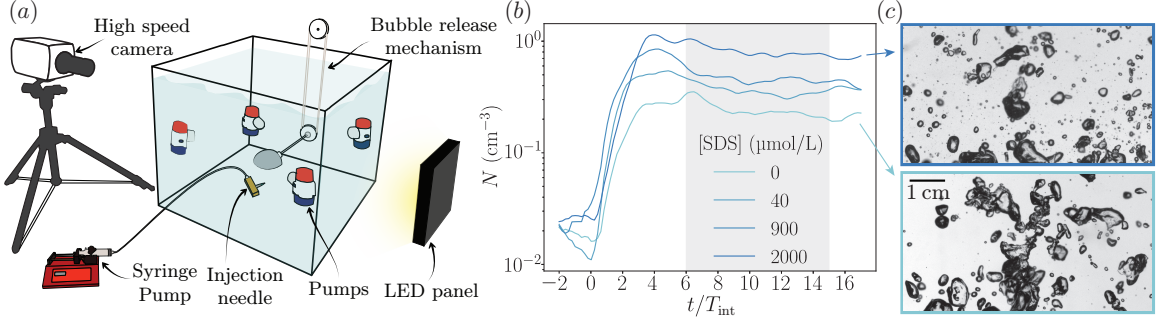 (a)
High speed
camera
Bubble release
mechanism
Syringe
Pump
Injection
needle
Pumps
LED panel
(b)
N (cm⁻³)
10⁰
10⁻¹
10⁻²
[SDS] (µmol/L)
0
40
900
2000
−2 0 2 4 6 8 10 12 14 16
t/T_int
(c)
1 cm